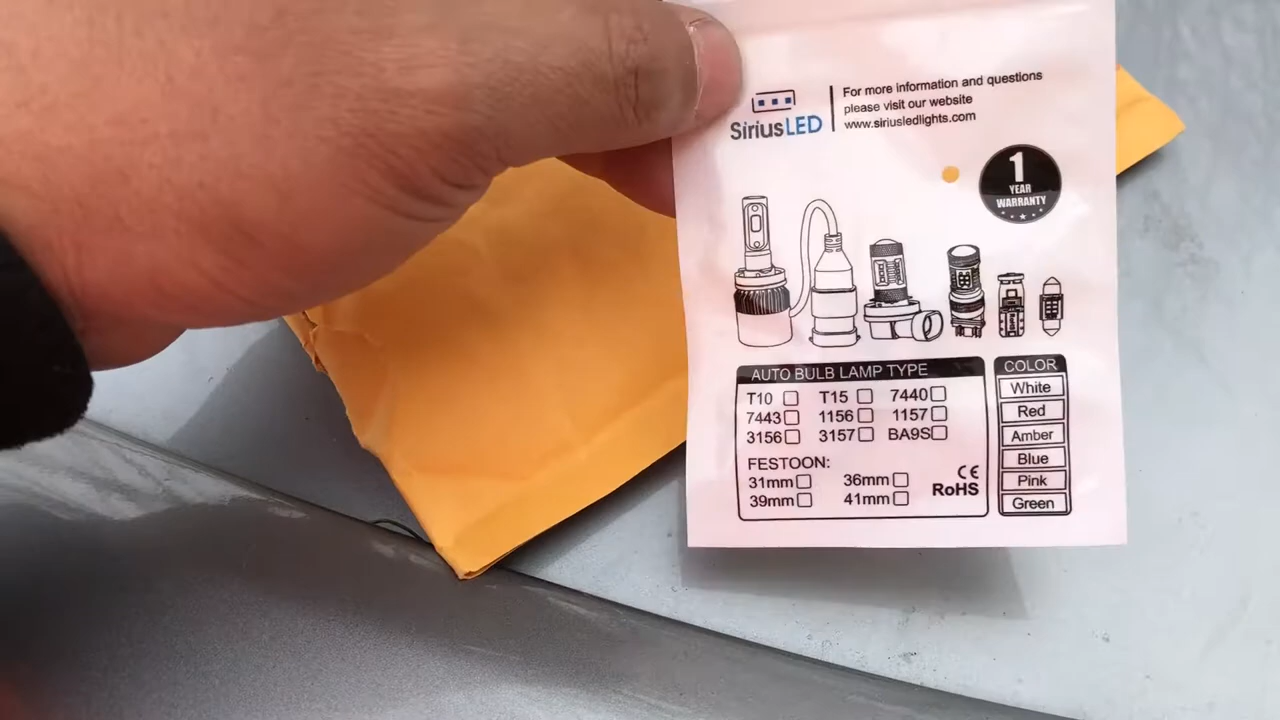 SiriusLED
For more information and questions
please visit our website
www.siriusledlights.com
1
YEAR
WARRANTY
AUTO BULB LAMP TYPE
T10 T15 7440
7443 1156 1157
3156 3157 BA9S
FESTOON:
31mm 36mm
39mm 41mm
CE
RoHS
COLOR
White
Red
Amber
Blue
Pink
Green